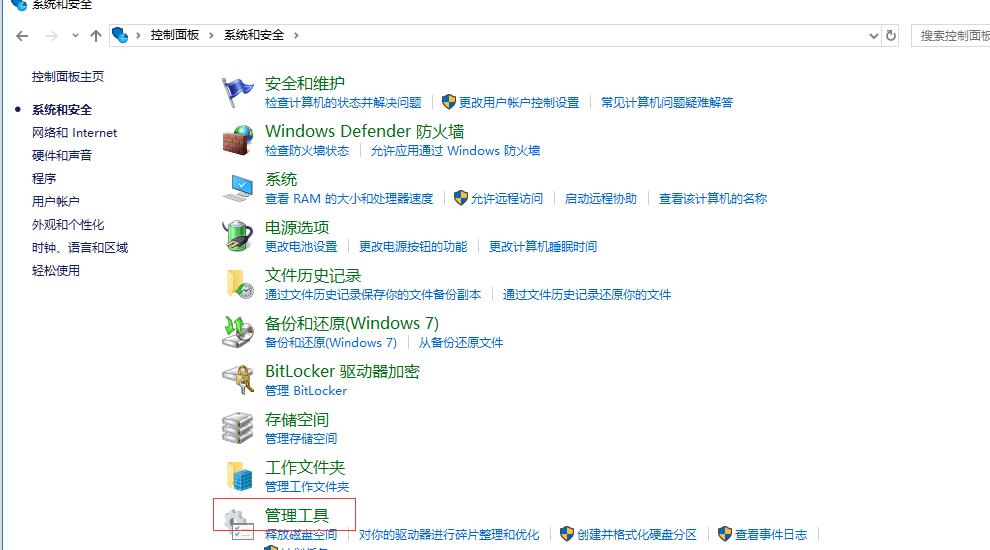 系统和安全
控制面板 › 系统和安全 ›
搜索控制面板
控制面板主页
系统和安全
网络和 Internet
硬件和声音
程序
用户帐户
外观和个性化
时钟、语言和区域
轻松使用
安全和维护
检查计算机的状态并解决问题 更改用户帐户控制设置 常见计算机问题疑难解答
Windows Defender 防火墙
检查防火墙状态 允许应用通过 Windows 防火墙
系统
查看 RAM 的大小和处理器速度 允许远程访问 启动远程协助 查看该计算机的名称
电源选项
更改电池设置 更改电源按钮的功能 更改计算机睡眠时间
文件历史记录
通过文件历史记录保存你的文件备份副本 通过文件历史记录还原你的文件
备份和还原(Windows 7)
备份和还原(Windows 7) 从备份还原文件
BitLocker 驱动器加密
管理 BitLocker
存储空间
管理存储空间
工作文件夹
管理工作文件夹
管理工具
释放磁盘空间 对你的驱动器进行碎片整理和优化 创建并格式化硬盘分区 查看事件日志